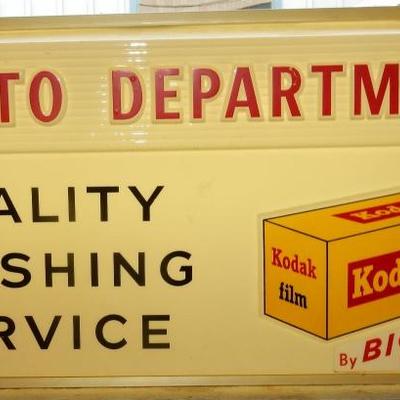 TO DEPARTM
ALITY
SHING
RVICE
Kodak
film
Kod
Kod
By BI